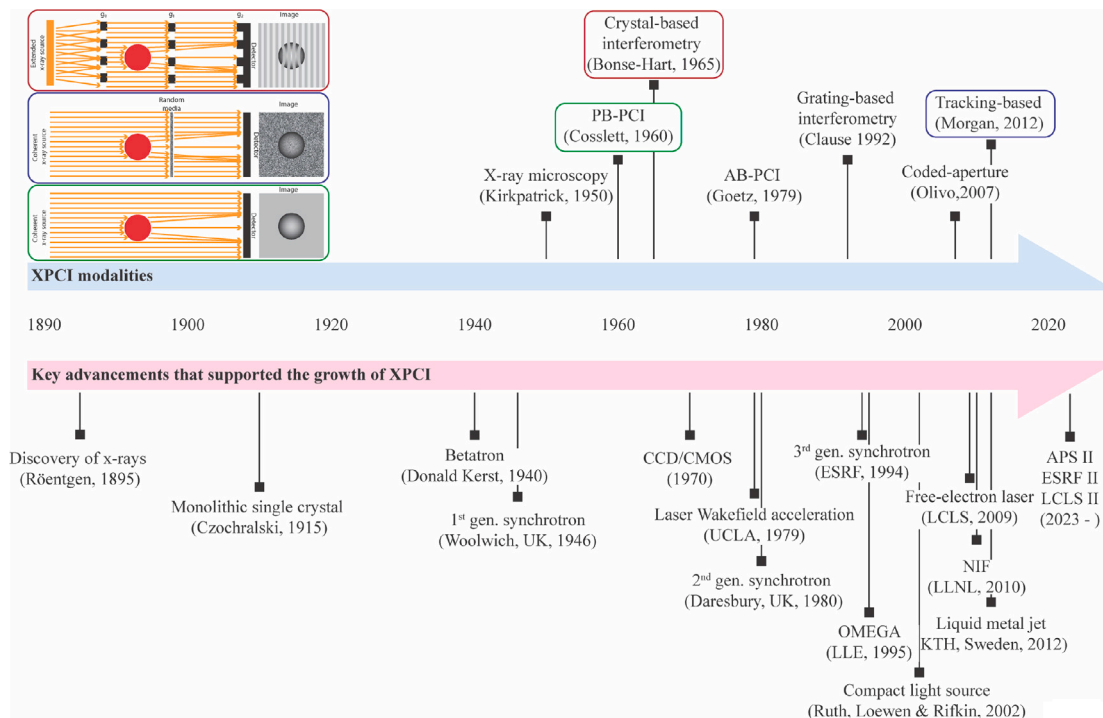 g₀
g₁
g₂
Extended
x-ray source
Detector
Image
Random
media
Coherent
x-ray source
Detector
Image
Coherent
x-ray source
Detector
Image
Crystal-based
interferometry
(Bonse-Hart, 1965)
PB-PCI
(Cosslett, 1960)
X-ray microscopy
(Kirkpatrick, 1950)
AB-PCI
(Goetz, 1979)
Grating-based
interferometry
(Clause 1992)
Tracking-based
(Morgan, 2012)
Coded-aperture
(Olivo,2007)
XPCI modalities
1890 1900 1920 1940 1960 1980 2000 2020
Key advancements that supported the growth of XPCI
Discovery of x-rays
(Röentgen, 1895)
Monolithic single crystal
(Czochralski, 1915)
Betatron
(Donald Kerst, 1940)
1st gen. synchrotron
(Woolwich, UK, 1946)
CCD/CMOS
(1970)
Laser Wakefield acceleration
(UCLA, 1979)
2nd gen. synchrotron
(Daresbury, UK, 1980)
3rd gen. synchrotron
(ESRF, 1994)
OMEGA
(LLE, 1995)
Compact light source
(Ruth, Loewen & Rifkin, 2002)
Free-electron laser
(LCLS, 2009)
NIF
(LLNL, 2010)
Liquid metal jet
KTH, Sweden, 2012)
APS II
ESRF II
LCLS II
(2023 - )